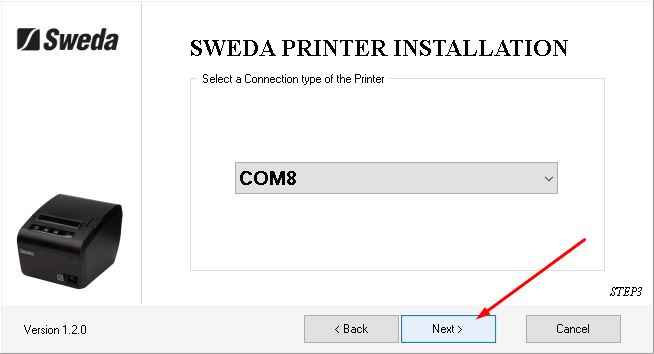 Sweda
SWEDA PRINTER INSTALLATION
Select a Connection type of the Printer
COM8
Sweda
STEP3
Version 1.2.0
< Back
Next >
Cancel